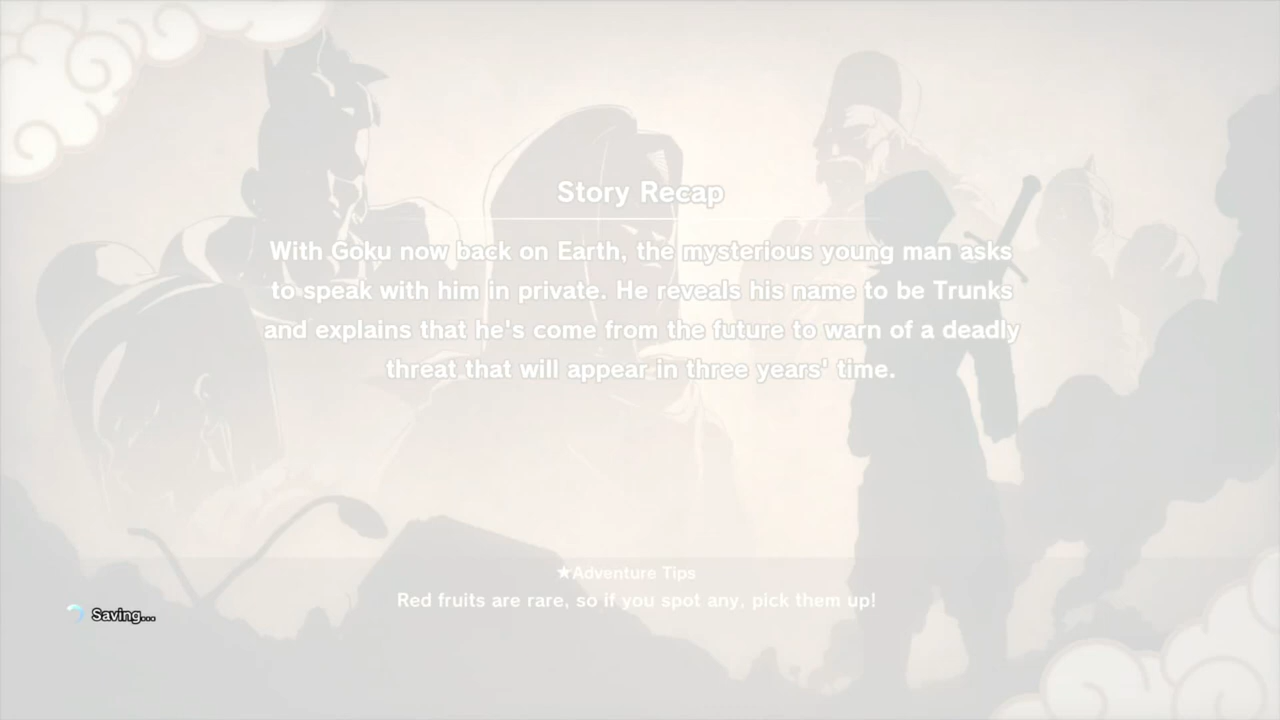 Story Recap
With Goku now back on Earth, the mysterious young man asks
to speak with him in private. He reveals his name to be Trunks
and explains that he's come from the future to warn of a deadly
threat that will appear in three years' time.
★Adventure Tips
Red fruits are rare, so if you spot any, pick them up!
Saving...